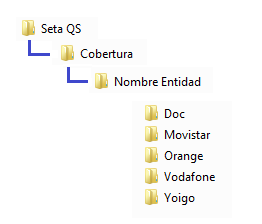 Seta QS
Cobertura
Nombre Entidad
Doc
Movistar
Orange
Vodafone
Yoigo